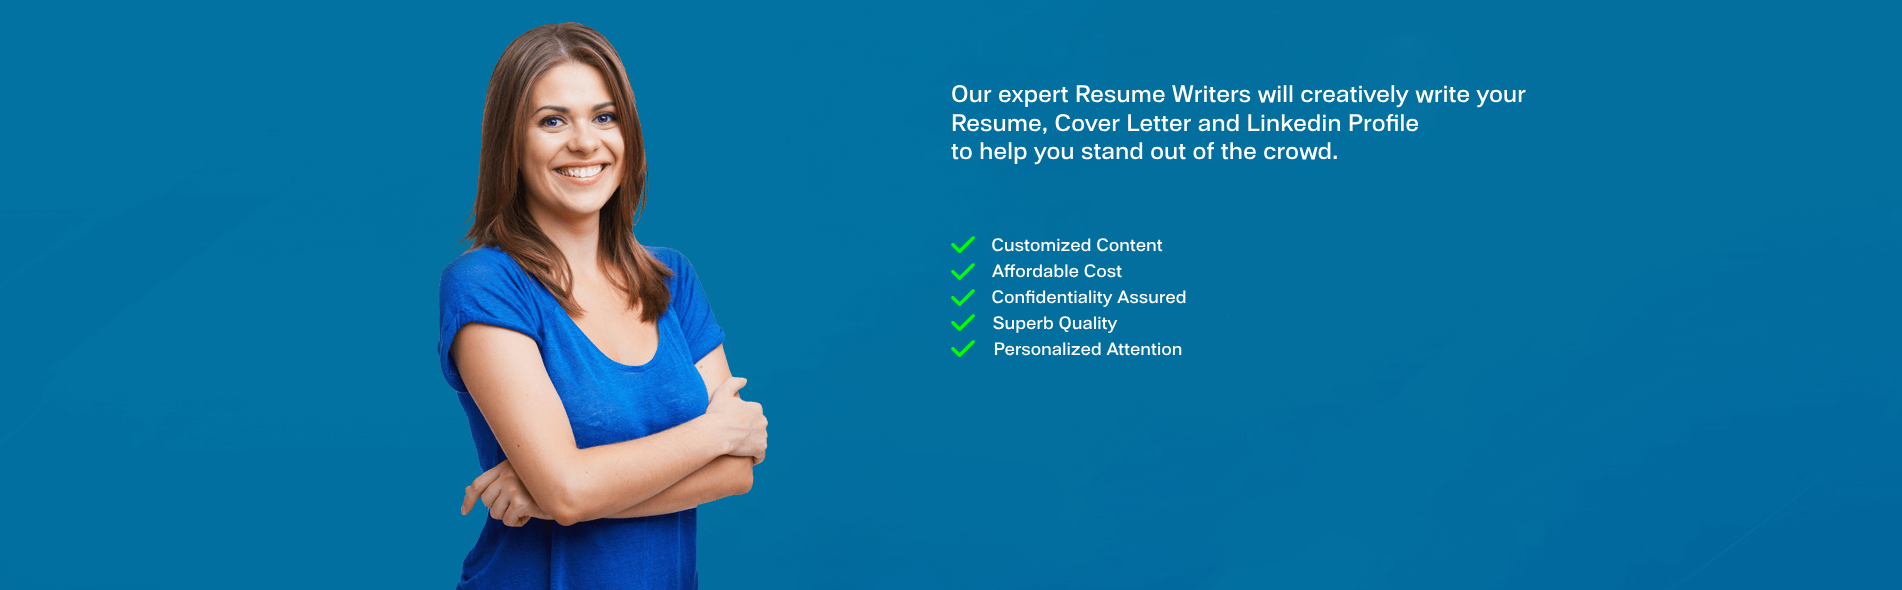 Our expert Resume Writers will creatively write your
Resume, Cover Letter and Linkedin Profile
to help you stand out of the crowd.
Customized Content
Affordable Cost
Confidentiality Assured
Superb Quality
Personalized Attention